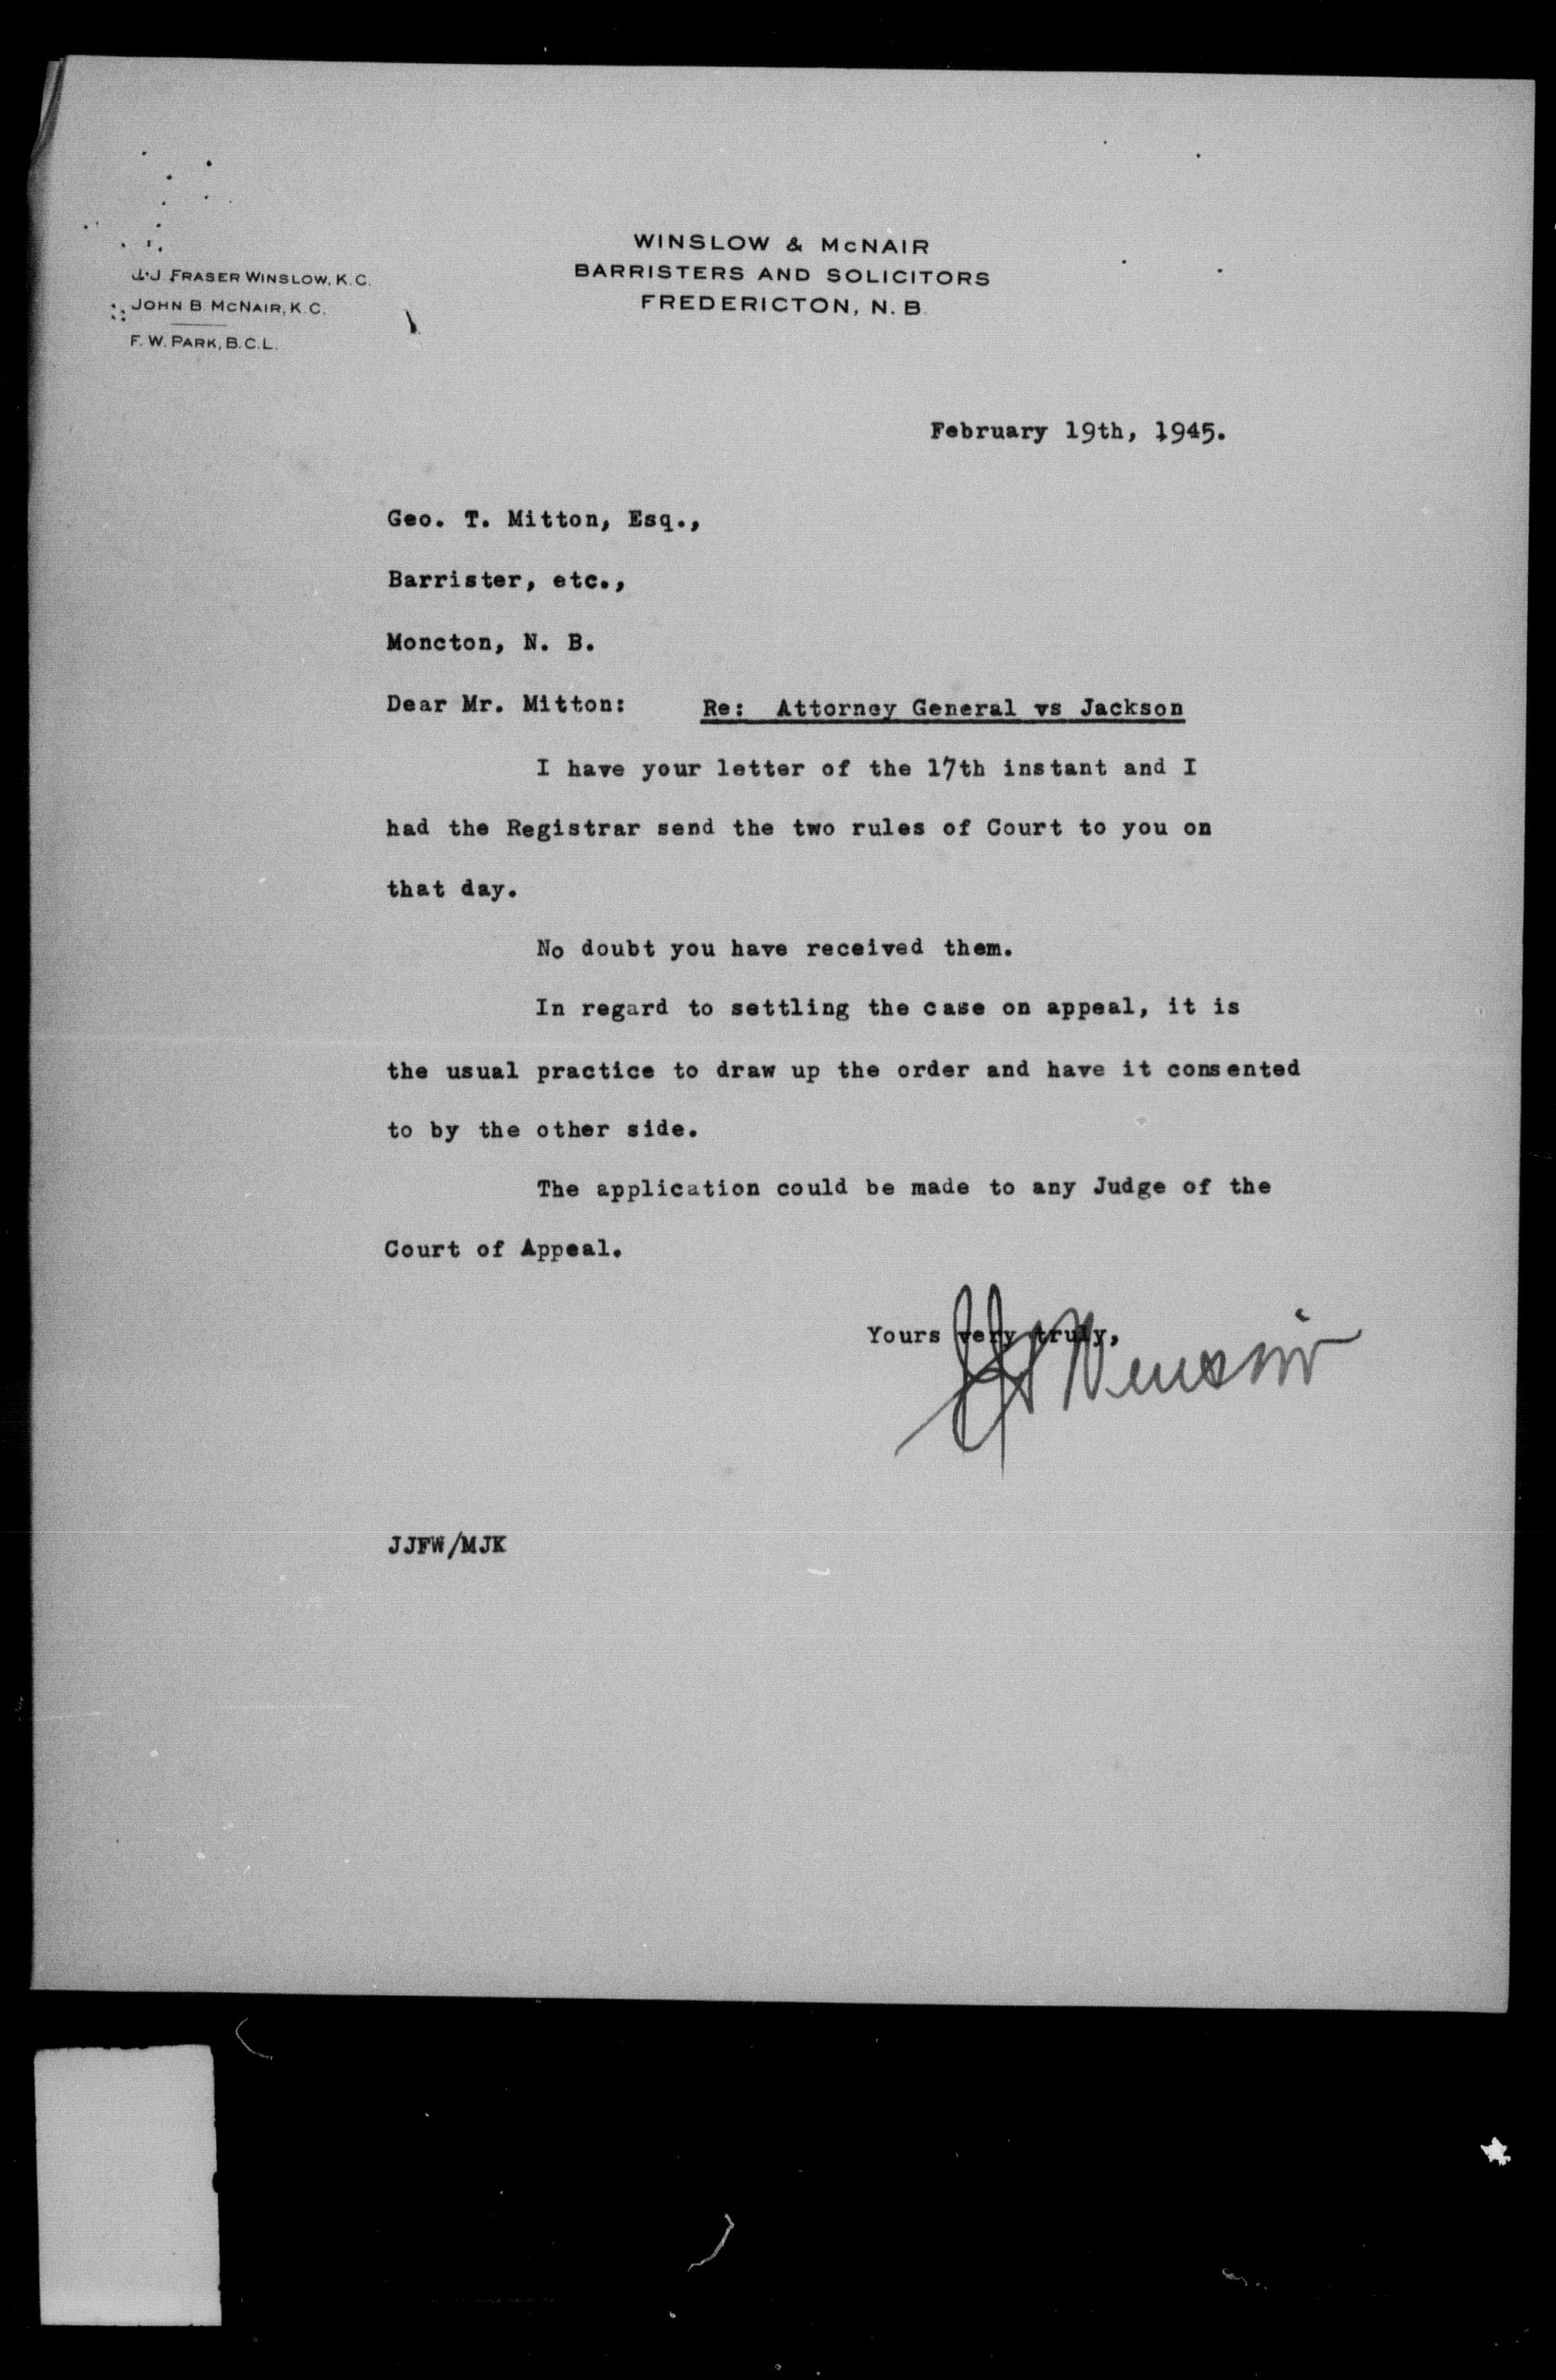 WINSLOW & McNAIR
BARRISTERS AND SOLICITORS
FREDERICTON, N. B.
J. J. FRASER WINSLOW, K. C.
JOHN B. McNAIR, K. C.
F. W. PARK, B. C. L.
February 19th, 1945.
Geo. T. Mitton, Esq.,
Barrister, etc.,
Moncton, N. B.
Dear Mr. Mitton: Re: Attorney General vs Jackson
I have your letter of the 17th instant and I
had the Registrar send the two rules of Court to you on
that day.
No doubt you have received them.
In regard to settling the case on appeal, it is
the usual practice to draw up the order and have it consented
to by the other side.
The application could be made to any Judge of the
Court of Appeal.
Yours very truly,
JJFW/MJK